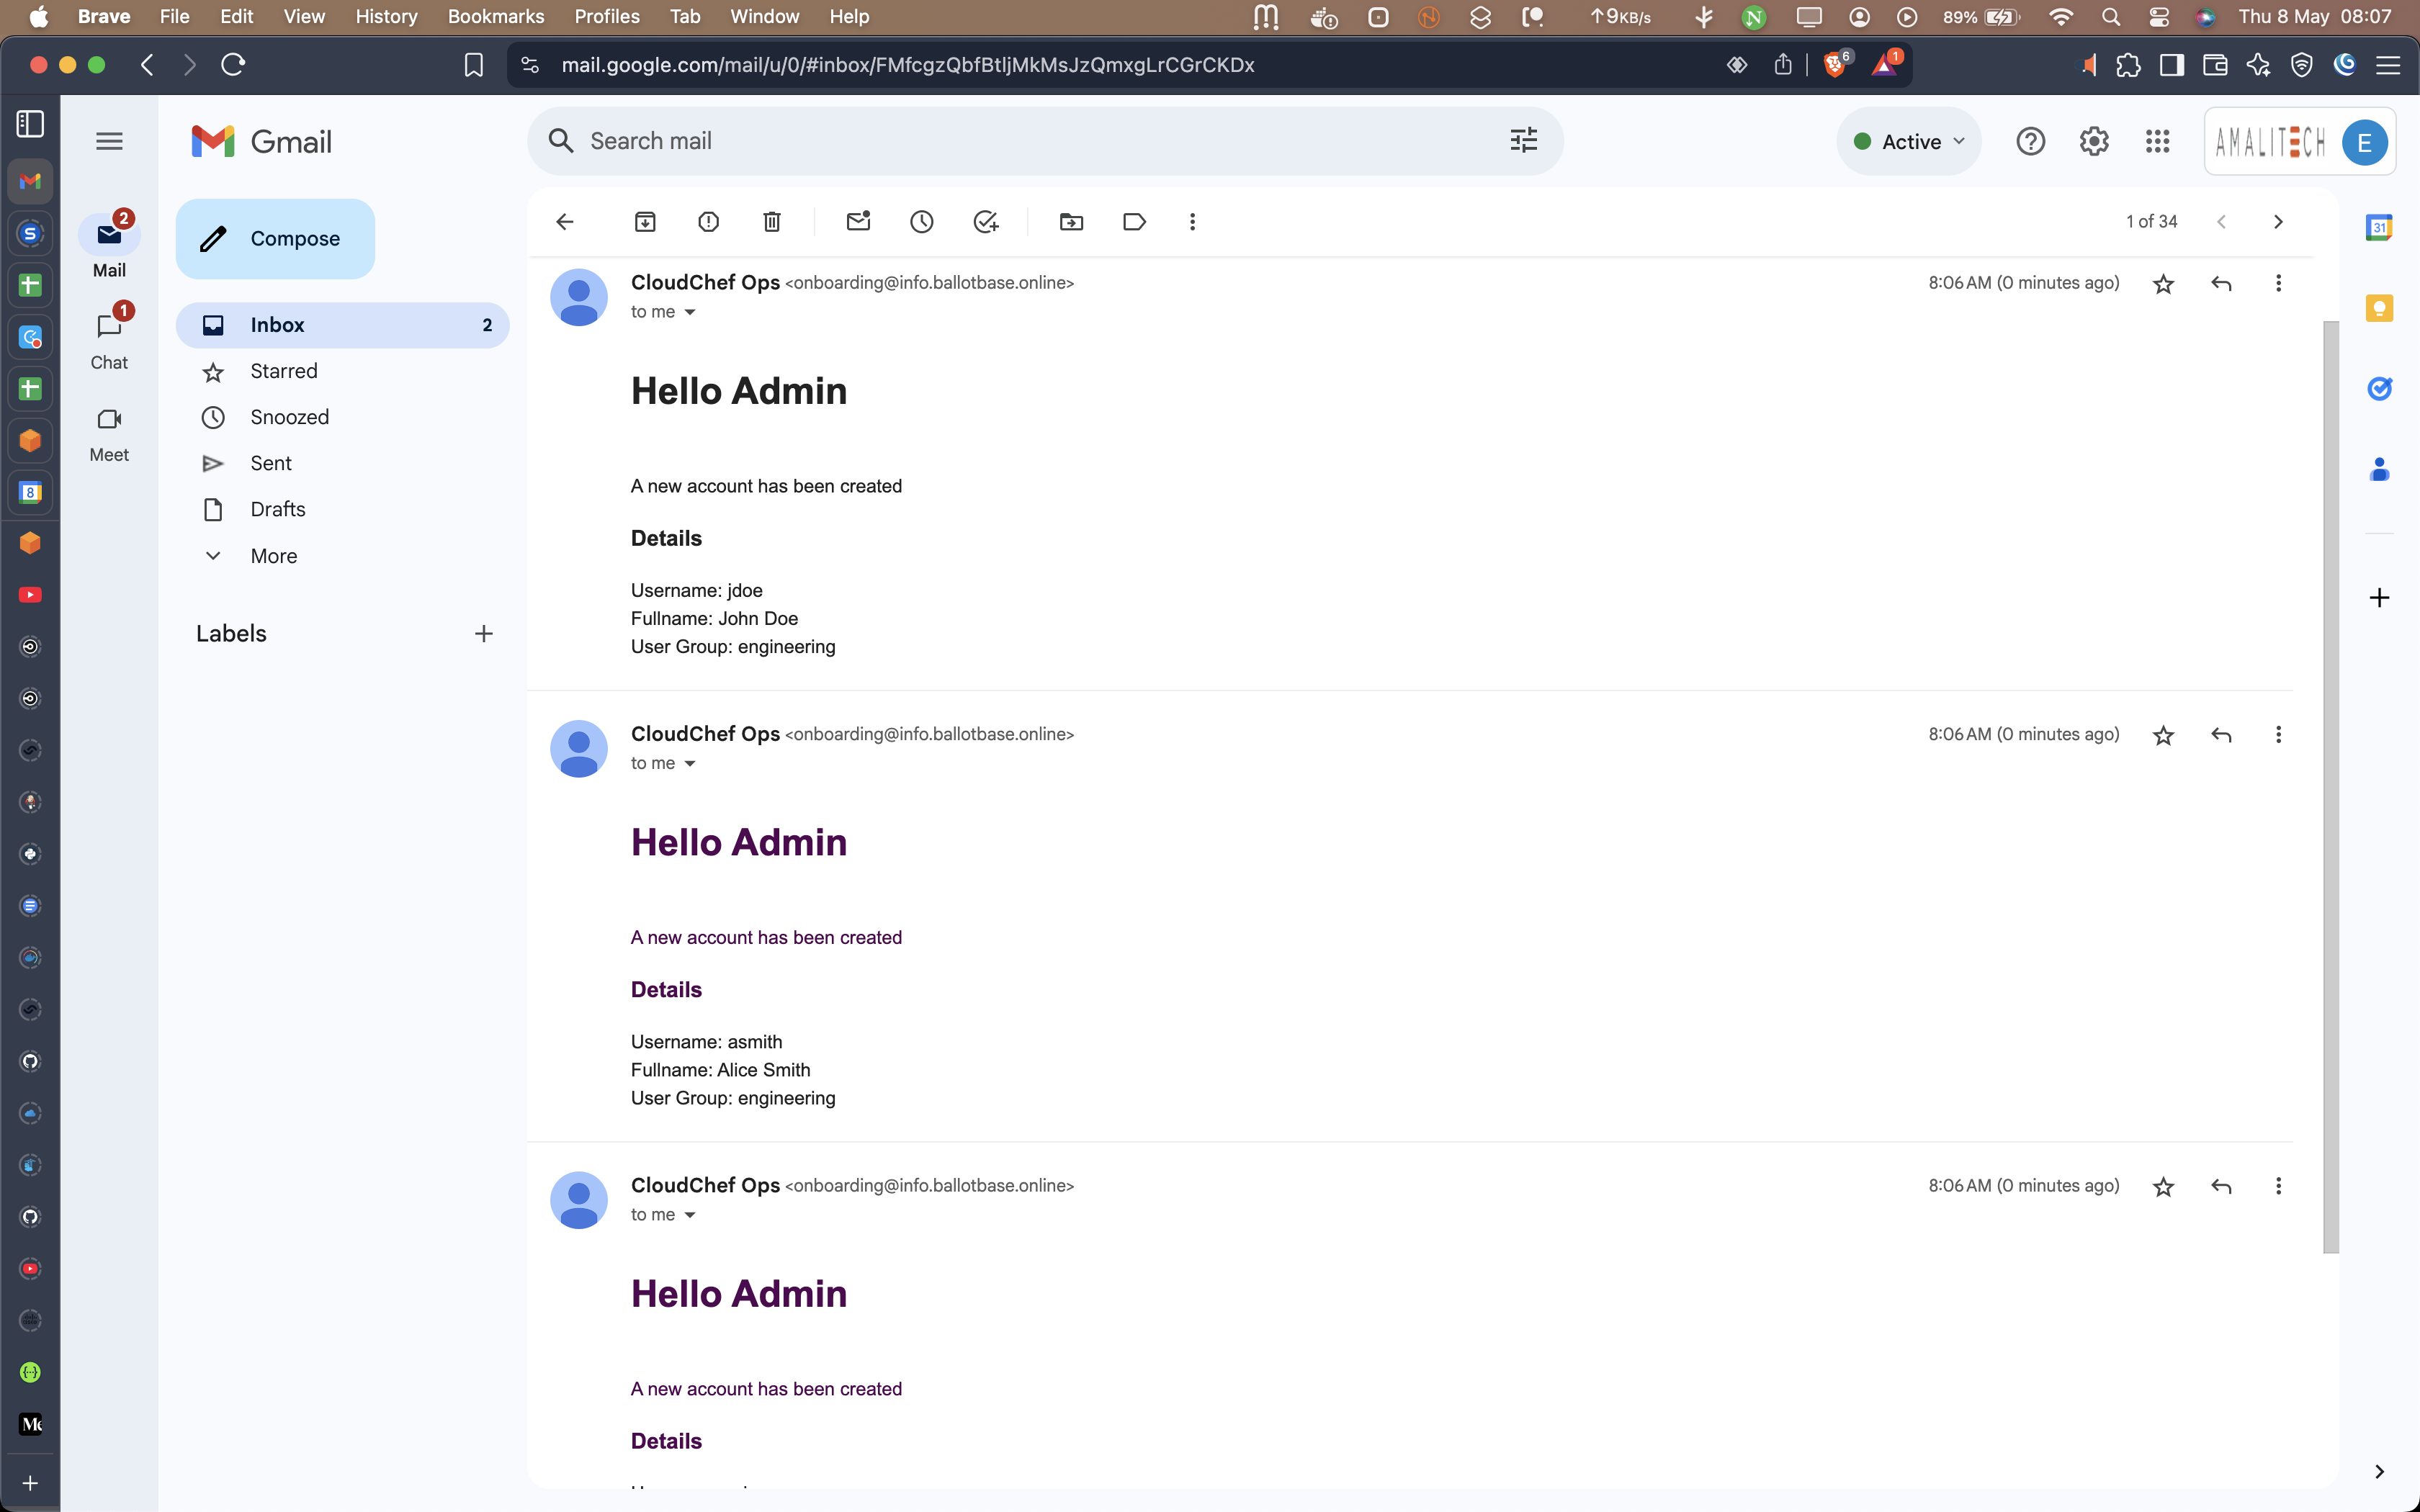 Brave File Edit View History Bookmarks Profiles Tab Window Help
↑9KB/s 89% Thu 8 May 08:07
mail.google.com/mail/u/0/#inbox/FMfcgzQbfBtljMkMsJzQmxgLrCGrCKDx
6
1
Gmail
Search mail
Active
AMALITECH
E
2
Mail
1
Chat
Meet
Compose
Inbox 2
Starred
Snoozed
Sent
Drafts
More
Labels
1 of 34
CloudChef Ops <onboarding@info.ballotbase.online>
8:06 AM (0 minutes ago)
to me
Hello Admin
A new account has been created
Details
Username: jdoe
Fullname: John Doe
User Group: engineering
CloudChef Ops <onboarding@info.ballotbase.online>
8:06 AM (0 minutes ago)
to me
Hello Admin
A new account has been created
Details
Username: asmith
Fullname: Alice Smith
User Group: engineering
CloudChef Ops <onboarding@info.ballotbase.online>
8:06 AM (0 minutes ago)
to me
Hello Admin
A new account has been created
Details
31
8